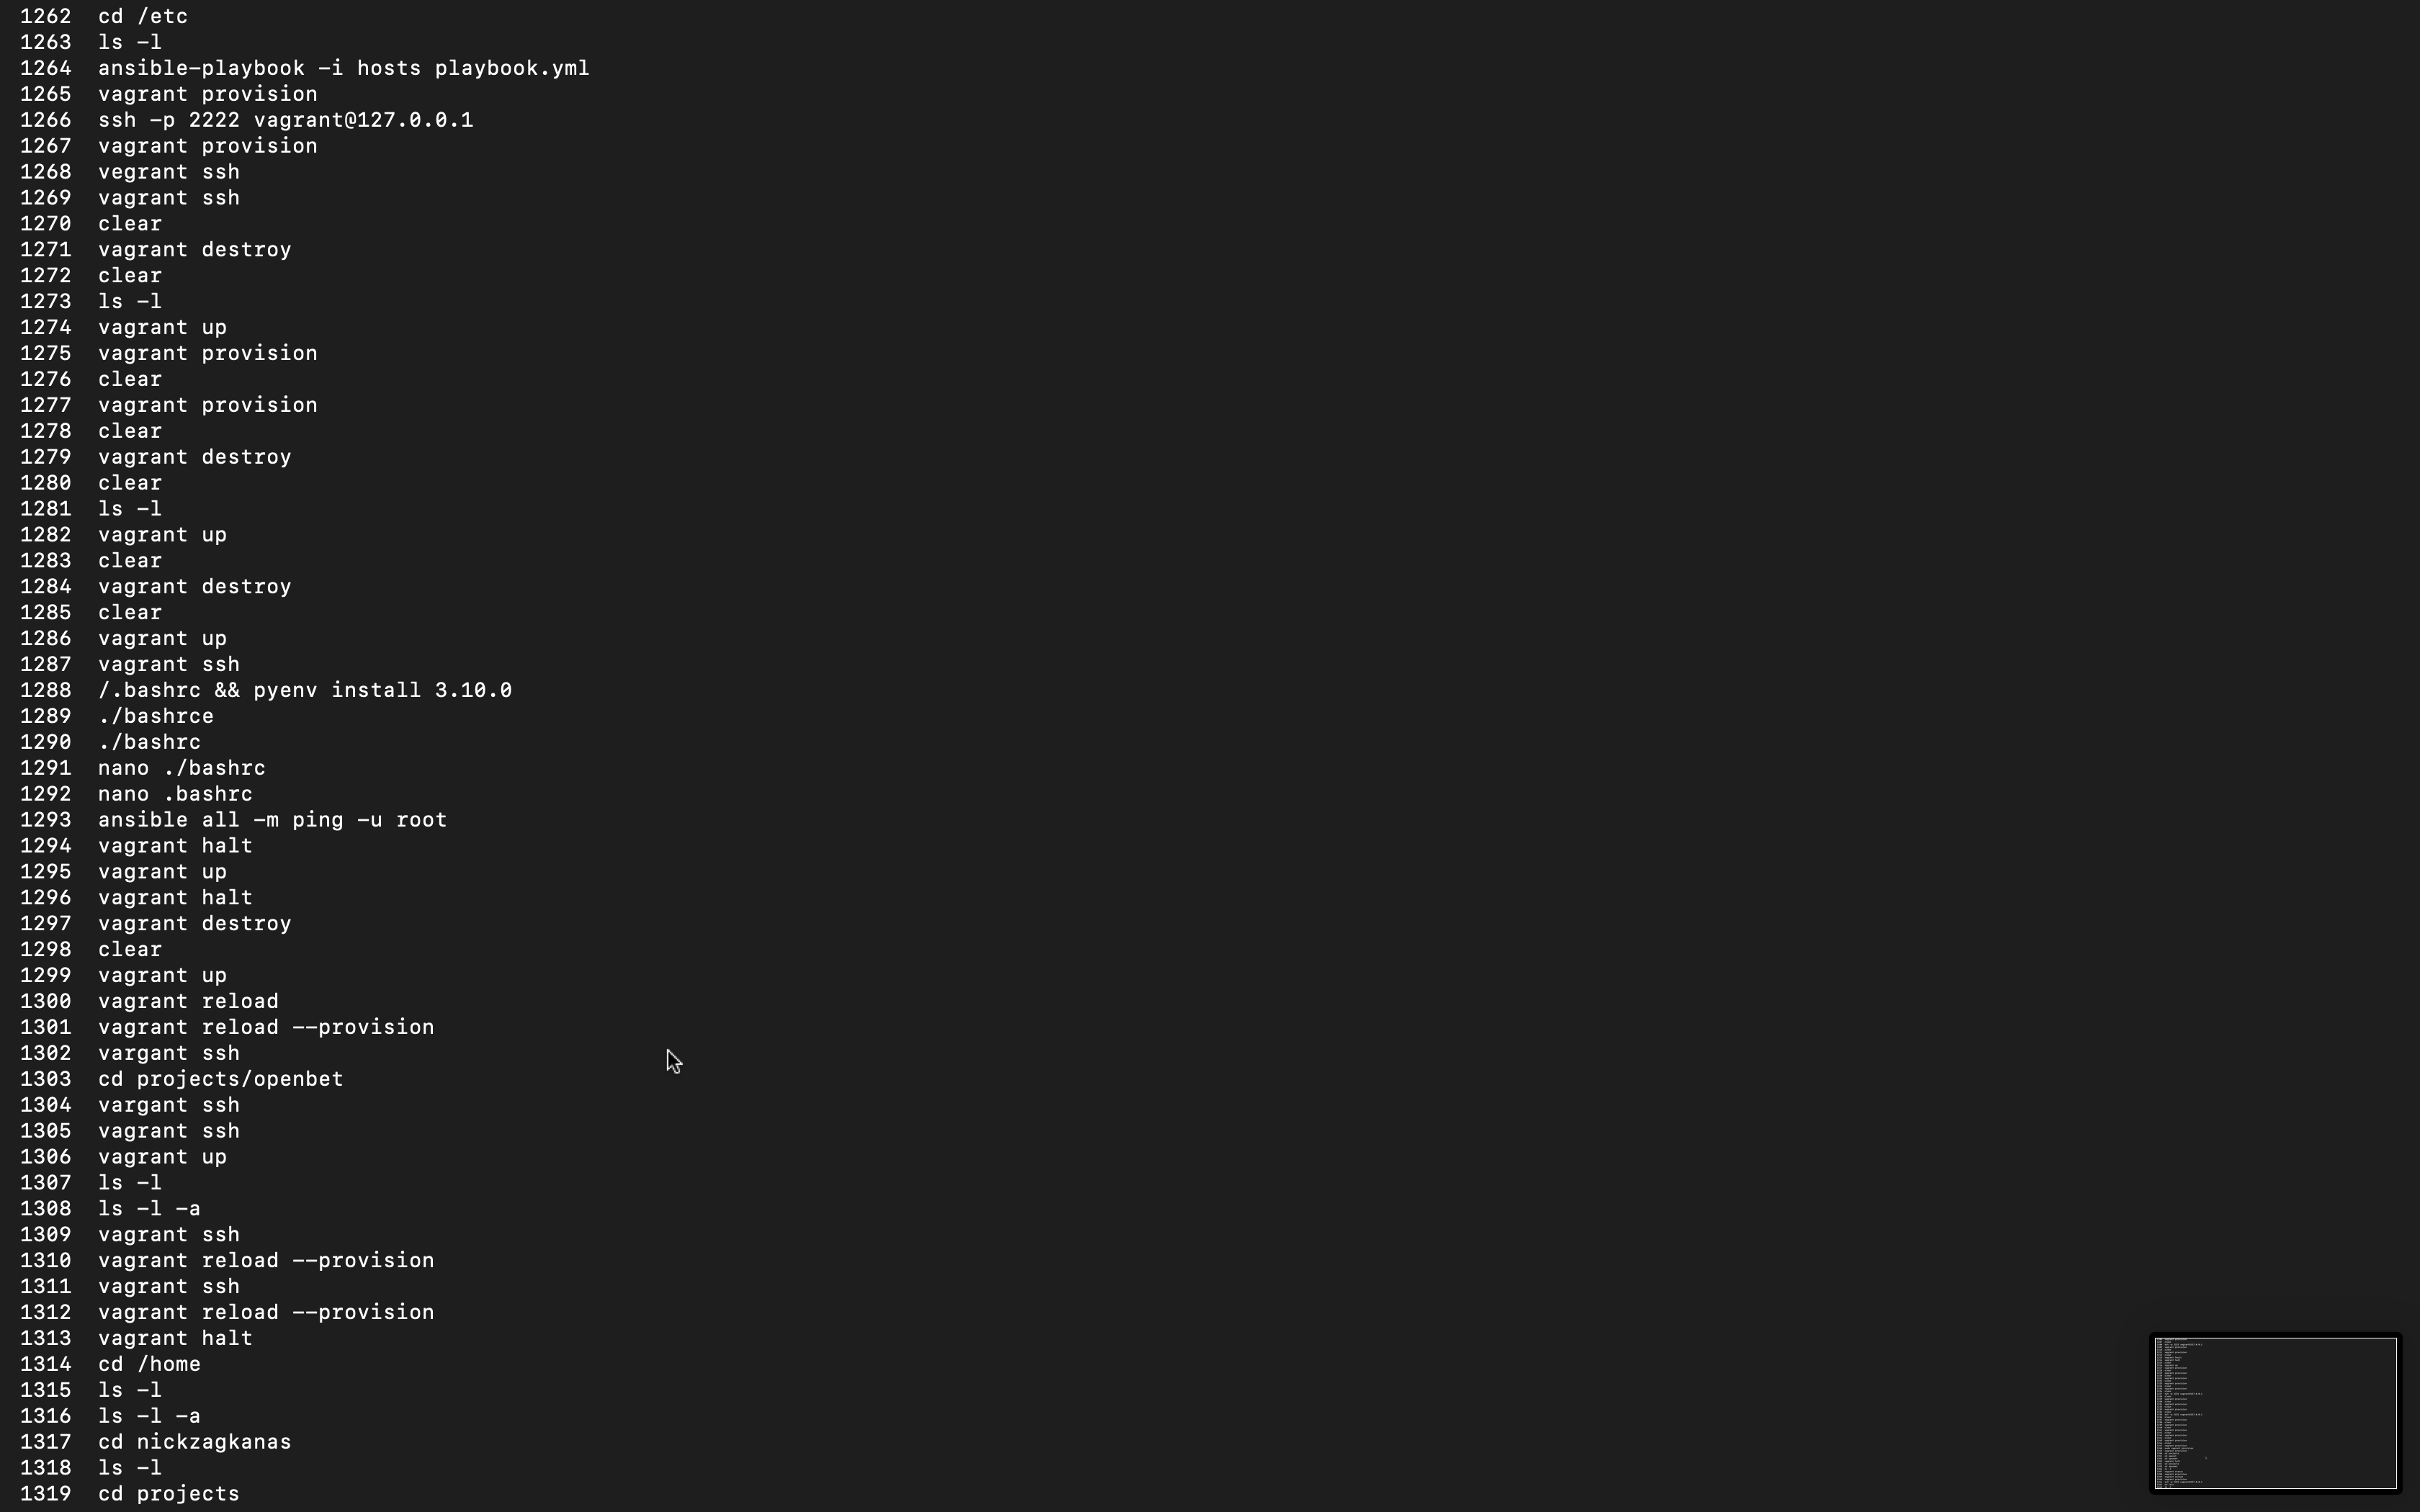 1262 cd /etc
1263 ls -l
1264 ansible-playbook -i hosts playbook.yml
1265 vagrant provision
1266 ssh -p 2222 vagrant@127.0.0.1
1267 vagrant provision
1268 vegrant ssh
1269 vagrant ssh
1270 clear
1271 vagrant destroy
1272 clear
1273 ls -l
1274 vagrant up
1275 vagrant provision
1276 clear
1277 vagrant provision
1278 clear
1279 vagrant destroy
1280 clear
1281 ls -l
1282 vagrant up
1283 clear
1284 vagrant destroy
1285 clear
1286 vagrant up
1287 vagrant ssh
1288 /.bashrc && pyenv install 3.10.0
1289 ./bashrce
1290 ./bashrc
1291 nano ./bashrc
1292 nano .bashrc
1293 ansible all -m ping -u root
1294 vagrant halt
1295 vagrant up
1296 vagrant halt
1297 vagrant destroy
1298 clear
1299 vagrant up
1300 vagrant reload
1301 vagrant reload --provision
1302 vargant ssh
1303 cd projects/openbet
1304 vargant ssh
1305 vagrant ssh
1306 vagrant up
1307 ls -l
1308 ls -l -a
1309 vagrant ssh
1310 vagrant reload --provision
1311 vagrant ssh
1312 vagrant reload --provision
1313 vagrant halt
1314 cd /home
1315 ls -l
1316 ls -l -a
1317 cd nickzagkanas
1318 ls -l
1319 cd projects